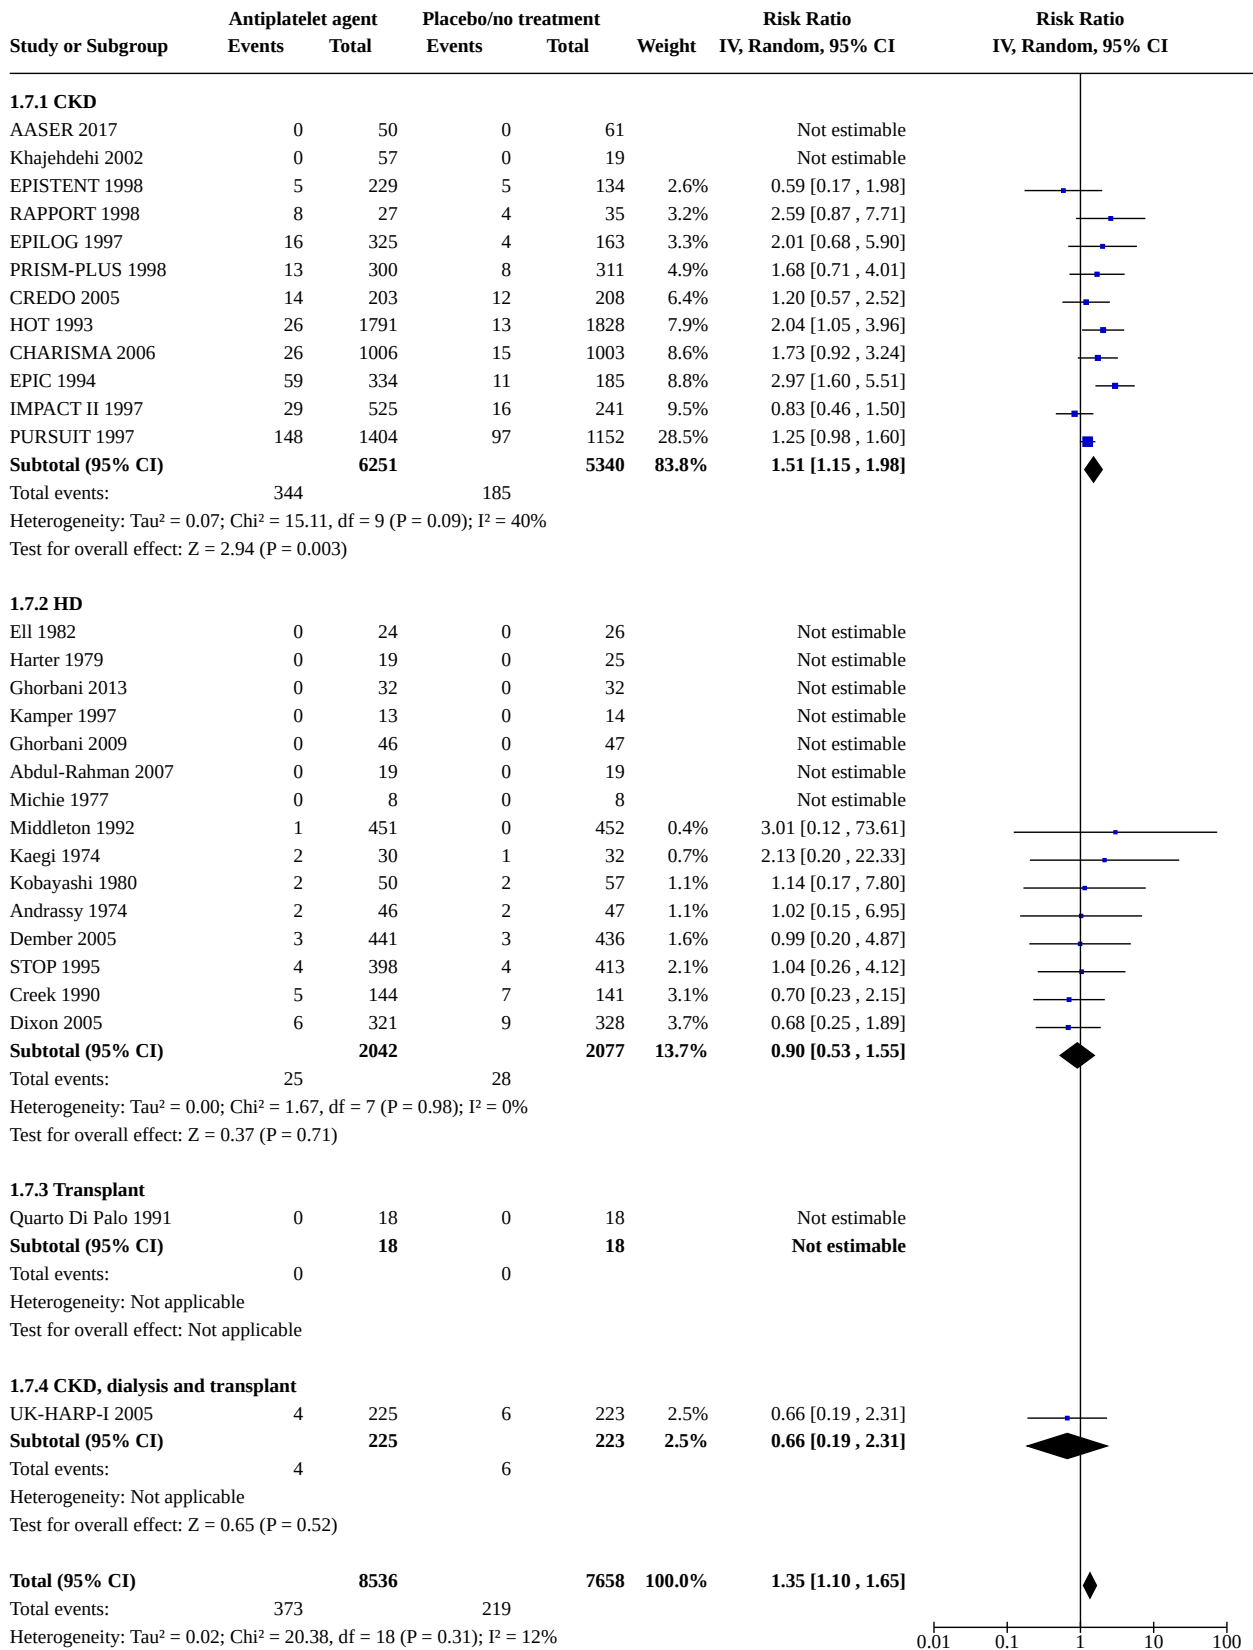 Antiplatelet agent Placebo/no treatment Risk Ratio Risk Ratio
Study or Subgroup Events Total Events Total Weight IV, Random, 95% CI IV, Random, 95% CI
1.7.1 CKD
AASER 2017 0 50 0 61 Not estimable
Khajehdehi 2002 0 57 0 19 Not estimable
EPISTENT 1998 5 229 5 134 2.6% 0.59 [0.17 , 1.98]
RAPPORT 1998 8 27 4 35 3.2% 2.59 [0.87 , 7.71]
EPILOG 1997 16 325 4 163 3.3% 2.01 [0.68 , 5.90]
PRISM-PLUS 1998 13 300 8 311 4.9% 1.68 [0.71 , 4.01]
CREDO 2005 14 203 12 208 6.4% 1.20 [0.57 , 2.52]
HOT 1993 26 1791 13 1828 7.9% 2.04 [1.05 , 3.96]
CHARISMA 2006 26 1006 15 1003 8.6% 1.73 [0.92 , 3.24]
EPIC 1994 59 334 11 185 8.8% 2.97 [1.60 , 5.51]
IMPACT II 1997 29 525 16 241 9.5% 0.83 [0.46 , 1.50]
PURSUIT 1997 148 1404 97 1152 28.5% 1.25 [0.98 , 1.60]
Subtotal (95% CI) 6251 5340 83.8% 1.51 [1.15 , 1.98]
Total events: 344 185
Heterogeneity: Tau² = 0.07; Chi² = 15.11, df = 9 (P = 0.09); I² = 40%
Test for overall effect: Z = 2.94 (P = 0.003)
1.7.2 HD
Ell 1982 0 24 0 26 Not estimable
Harter 1979 0 19 0 25 Not estimable
Ghorbani 2013 0 32 0 32 Not estimable
Kamper 1997 0 13 0 14 Not estimable
Ghorbani 2009 0 46 0 47 Not estimable
Abdul-Rahman 2007 0 19 0 19 Not estimable
Michie 1977 0 8 0 8 Not estimable
Middleton 1992 1 451 0 452 0.4% 3.01 [0.12 , 73.61]
Kaegi 1974 2 30 1 32 0.7% 2.13 [0.20 , 22.33]
Kobayashi 1980 2 50 2 57 1.1% 1.14 [0.17 , 7.80]
Andrassy 1974 2 46 2 47 1.1% 1.02 [0.15 , 6.95]
Dember 2005 3 441 3 436 1.6% 0.99 [0.20 , 4.87]
STOP 1995 4 398 4 413 2.1% 1.04 [0.26 , 4.12]
Creek 1990 5 144 7 141 3.1% 0.70 [0.23 , 2.15]
Dixon 2005 6 321 9 328 3.7% 0.68 [0.25 , 1.89]
Subtotal (95% CI) 2042 2077 13.7% 0.90 [0.53 , 1.55]
Total events: 25 28
Heterogeneity: Tau² = 0.00; Chi² = 1.67, df = 7 (P = 0.98); I² = 0%
Test for overall effect: Z = 0.37 (P = 0.71)
1.7.3 Transplant
Quarto Di Palo 1991 0 18 0 18 Not estimable
Subtotal (95% CI) 18 18 Not estimable
Total events: 0 0
Heterogeneity: Not applicable
Test for overall effect: Not applicable
1.7.4 CKD, dialysis and transplant
UK-HARP-I 2005 4 225 6 223 2.5% 0.66 [0.19 , 2.31]
Subtotal (95% CI) 225 223 2.5% 0.66 [0.19 , 2.31]
Total events: 4 6
Heterogeneity: Not applicable
Test for overall effect: Z = 0.65 (P = 0.52)
Total (95% CI) 8536 7658 100.0% 1.35 [1.10 , 1.65]
Total events: 373 219
Heterogeneity: Tau² = 0.02; Chi² = 20.38, df = 18 (P = 0.31); I² = 12% 0.01 0.1 1 10 100